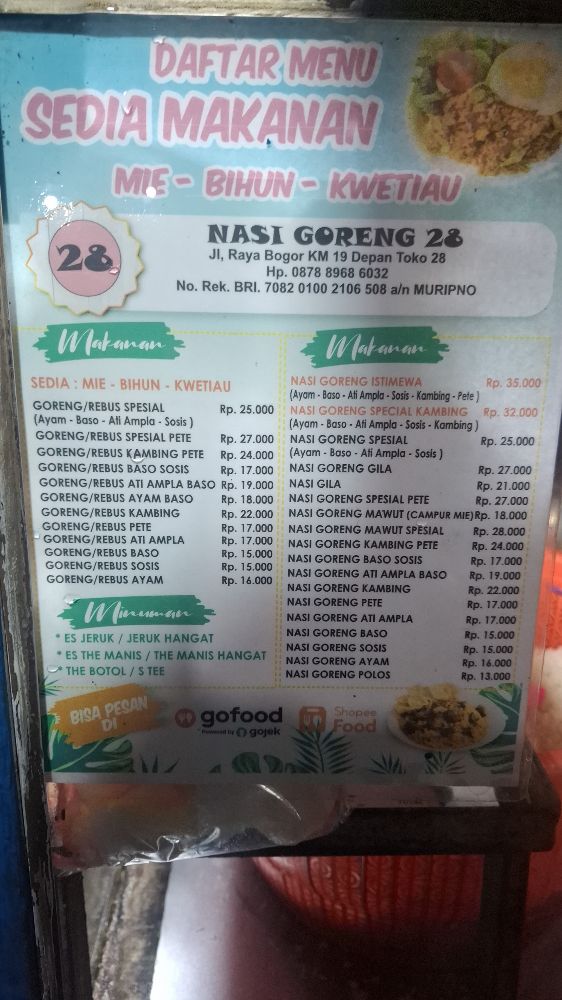 DAFTAR MENU
SEDIA MAKANAN
MIE - BIHUN - KWETIAU
28
NASI GORENG 28
Jl, Raya Bogor KM 19 Depan Toko 28
Hp. 0878 8968 6032
No. Rek. BRI. 7082 0100 2106 508 a/n MURIPNO
Makanan
SEDIA : MIE - BIHUN - KWETIAU
GORENG/REBUS SPESIAL Rp. 25.000
(Ayam - Baso - Ati Ampla - Sosis )
GORENG/REBUS SPESIAL PETE Rp. 27.000
GORENG/REBUS KAMBING PETE Rp. 24.000
GORENG/REBUS BASO SOSIS Rp. 17.000
GORENG/REBUS ATI AMPLA BASO Rp. 19.000
GORENG/REBUS AYAM BASO Rp. 18.000
GORENG/REBUS KAMBING Rp. 22.000
GORENG/REBUS PETE Rp. 17.000
GORENG/REBUS ATI AMPLA Rp. 17.000
GORENG/REBUS BASO Rp. 15.000
GORENG/REBUS SOSIS Rp. 15.000
GORENG/REBUS AYAM Rp. 16.000
Minuman
* ES JERUK / JERUK HANGAT
* ES THE MANIS / THE MANIS HANGAT
* THE BOTOL / S TEE
Makanan
NASI GORENG ISTIMEWA Rp. 35.000
(Ayam - Baso - Ati Ampla - Sosis - Kambing - Pete )
NASI GORENG SPECIAL KAMBING Rp. 32.000
(Ayam - Baso - Ati Ampla - Sosis - Kambing )
NASI GORENG SPESIAL Rp. 25.000
(Ayam - Baso - Ati Ampla - Sosis )
NASI GORENG GILA Rp. 27.000
NASI GILA Rp. 21.000
NASI GORENG SPESIAL PETE Rp. 27.000
NASI GORENG MAWUT (CAMPUR MIE) Rp. 18.000
NASI GORENG MAWUT SPESIAL Rp. 28.000
NASI GORENG KAMBING PETE Rp. 24.000
NASI GORENG BASO SOSIS Rp. 17.000
NASI GORENG ATI AMPLA BASO Rp. 19.000
NASI GORENG KAMBING Rp. 22.000
NASI GORENG PETE Rp. 17.000
NASI GORENG ATI AMPLA Rp. 17.000
NASI GORENG BASO Rp. 15.000
NASI GORENG SOSIS Rp. 15.000
NASI GORENG AYAM Rp. 16.000
NASI GORENG POLOS Rp. 13.000
BISA PESAN
DI
gofood
Powered by gojek
Shopee
Food